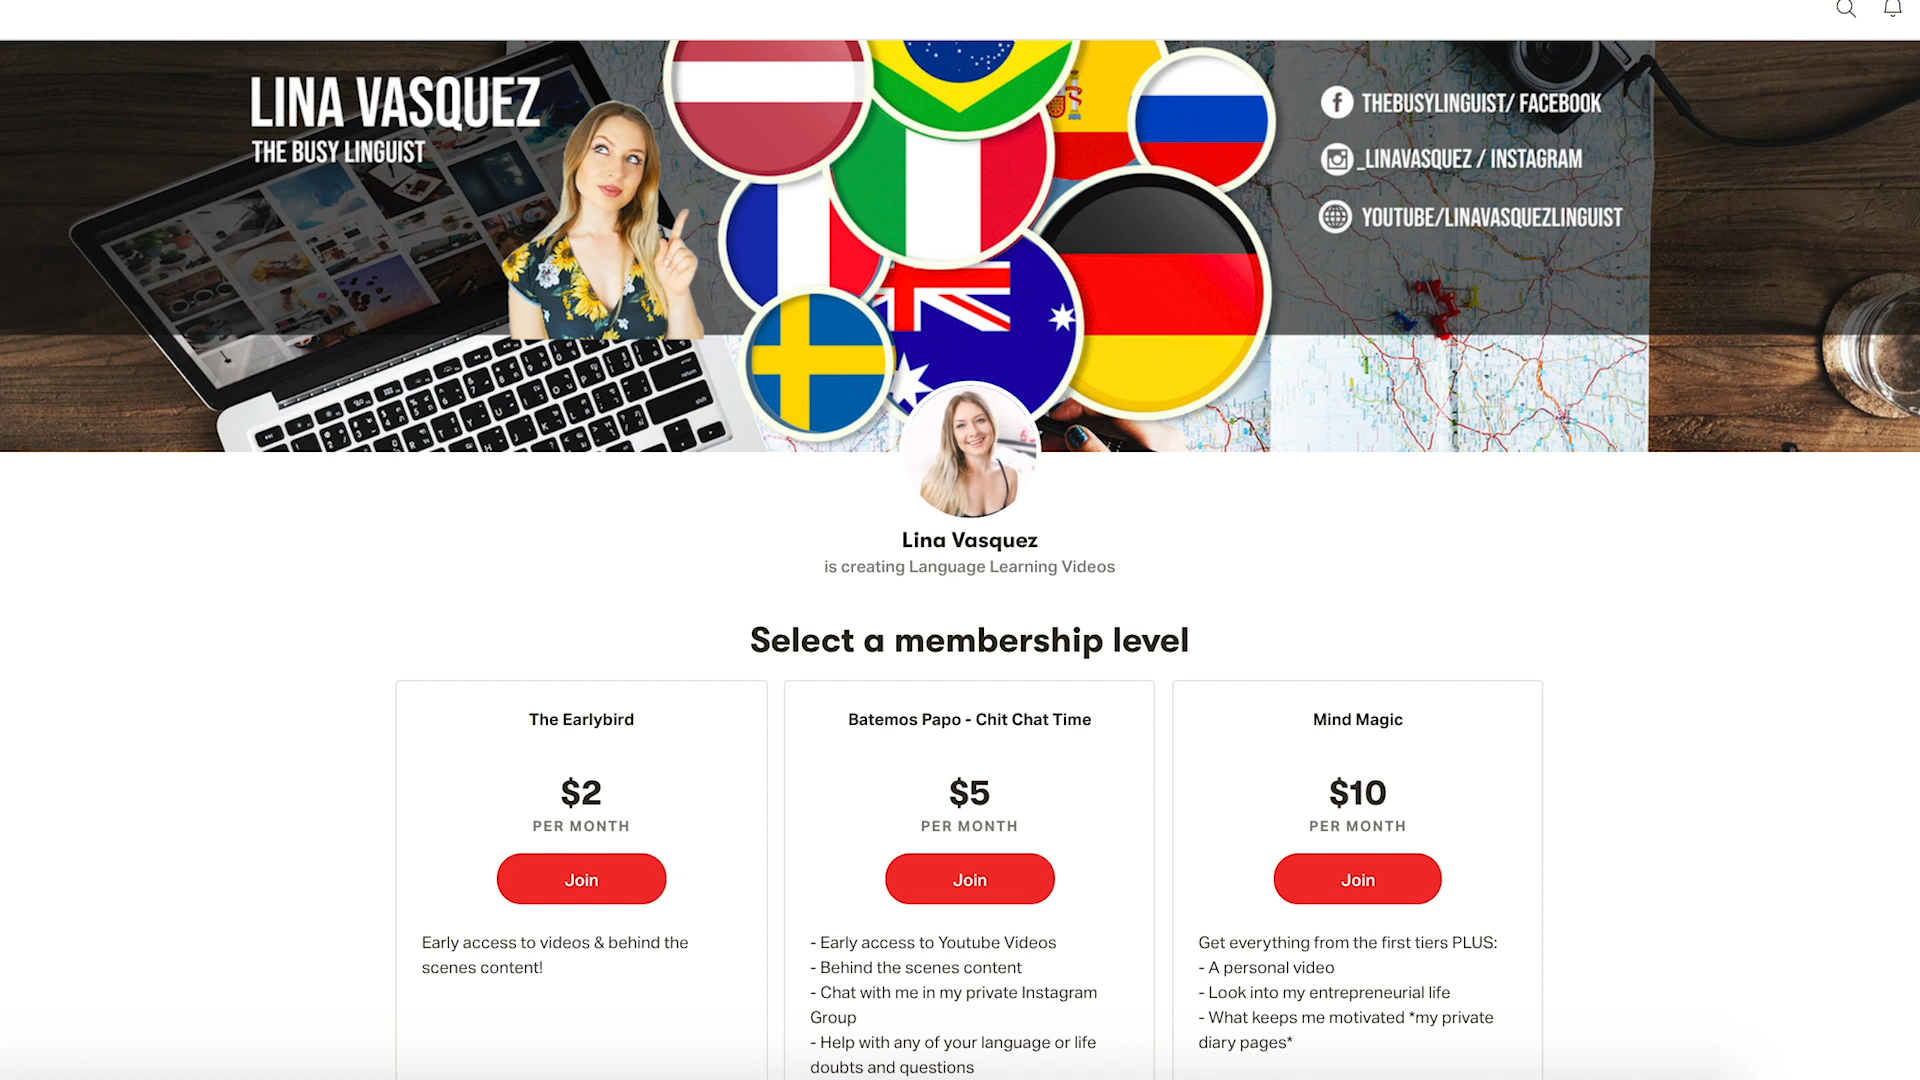 LINA VASQUEZ
THE BUSY LINGUIST
THEBUSYLINGUIST/ FACEBOOK
_LINAVASQUEZ / INSTAGRAM
YOUTUBE/LINAVASQUEZLINGUIST
Lina Vasquez
is creating Language Learning Videos
Select a membership level
The Earlybird
$2
PER MONTH
Join
Early access to videos & behind the
scenes content!
Batemos Papo - Chit Chat Time
$5
PER MONTH
Join
- Early access to Youtube Videos
- Behind the scenes content
- Chat with me in my private Instagram
Group
- Help with any of your language or life
doubts and questions
Mind Magic
$10
PER MONTH
Join
Get everything from the first tiers PLUS:
- A personal video
- Look into my entrepreneurial life
- What keeps me motivated *my private
diary pages*